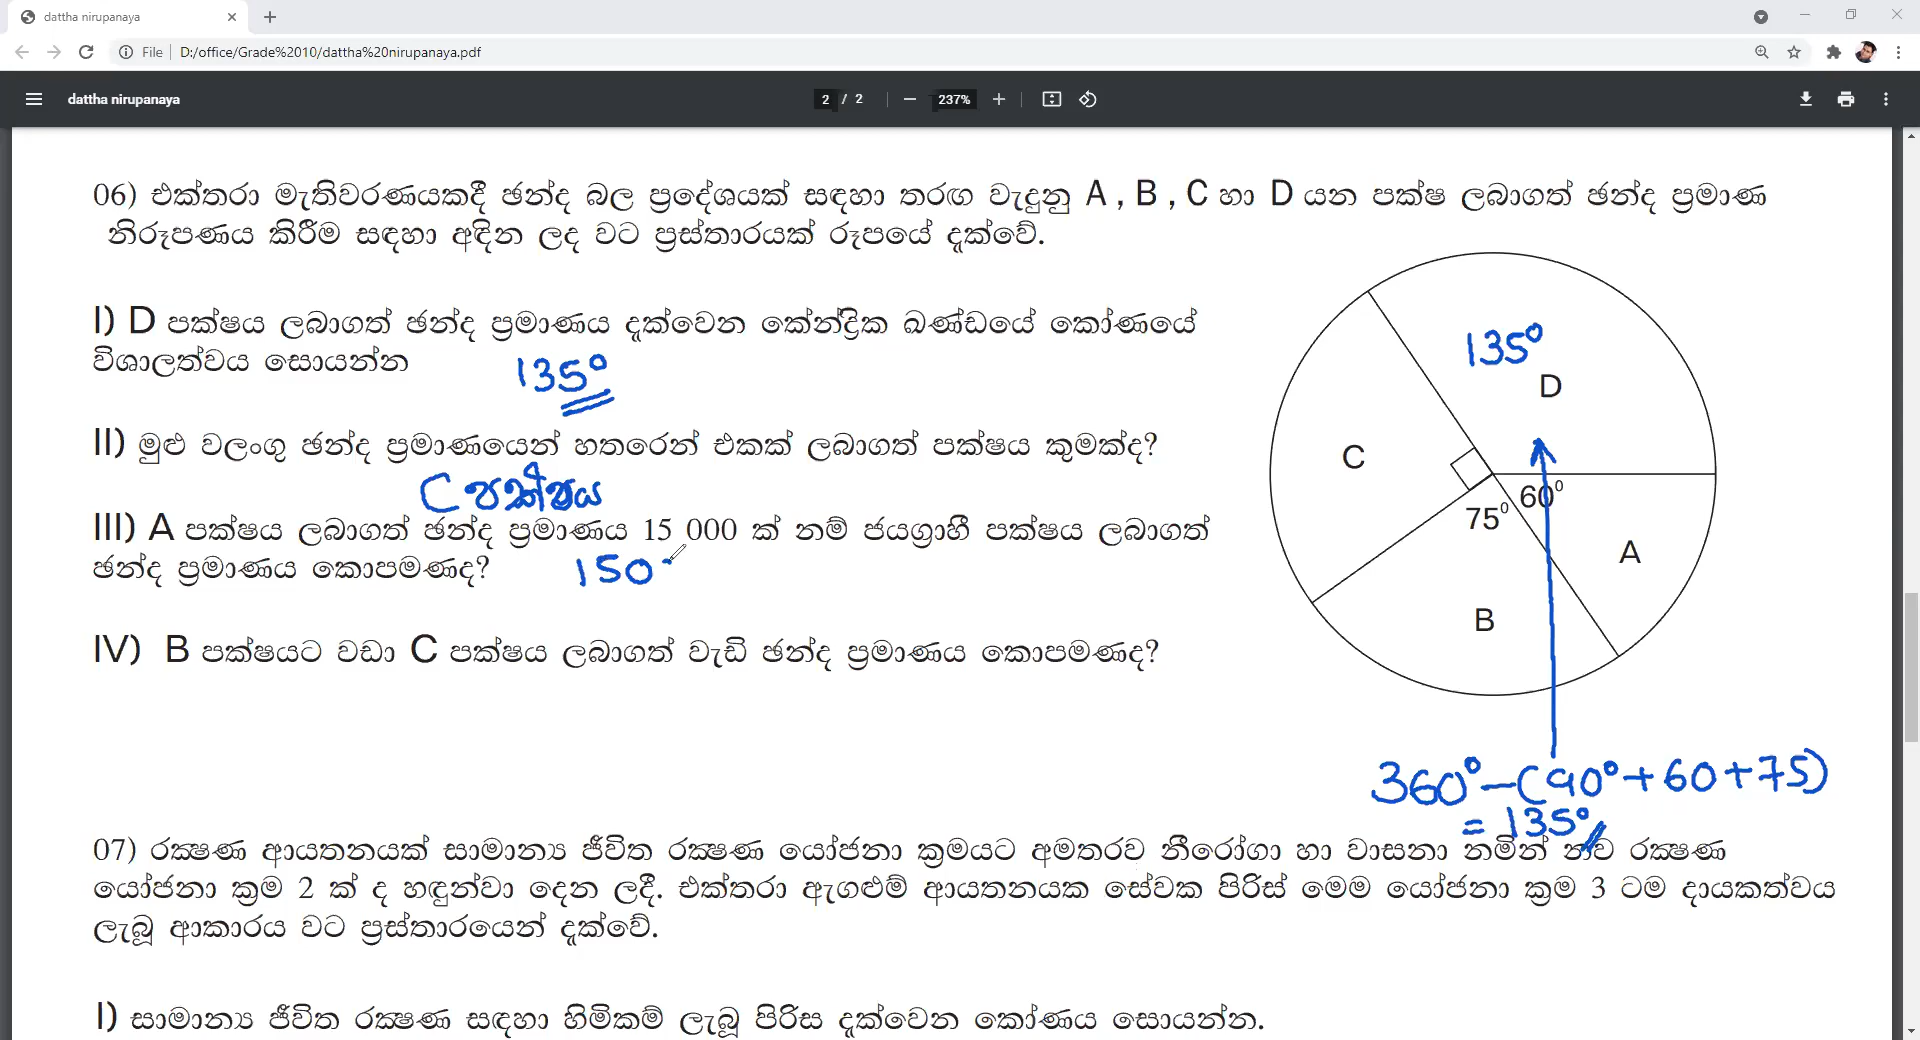 dattha nirupanaya
File D:/office/Grade%2010/dattha%20nirupanaya.pdf
dattha nirupanaya
2 / 2
237%
06) එක්තරා මැතිවරණයකදී ඡන්ද බල ප්‍රදේශයක් සඳහා තරඟ වැදුනු A , B , C හා D යන පක්ෂ ලබාගත් ඡන්ද ප්‍රමාණ
නිරූපණය කිරීම සඳහා අඳින ලද වට ප්‍රස්තාරයක් රූපයේ දැක්වේ.
I) D පක්ෂය ලබාගත් ඡන්ද ප්‍රමාණය දැක්වෙන කේන්ද්‍රික ඛණ්ඩයේ කෝණයේ
විශාලත්වය සොයන්න
135°
II) මුළු වලංගු ඡන්ද ප්‍රමාණයෙන් හතරෙන් එකක් ලබාගත් පක්ෂය කුමක්ද?
C පක්ෂය
III) A පක්ෂය ලබාගත් ඡන්ද ප්‍රමාණය 15 000 ක් නම් ජයග්‍රාහී පක්ෂය ලබාගත්
ඡන්ද ප්‍රමාණය කොපමණද?
150
IV) B පක්ෂයට වඩා C පක්ෂය ලබාගත් වැඩි ඡන්ද ප්‍රමාණය කොපමණද?
135°
D
C
60⁰
75⁰
A
B
360° - (90° + 60 + 75)
= 135°
07) රක්‍ෂණ ආයතනයක් සාමාන්‍ය ජීවිත රක්‍ෂණ යෝජනා ක්‍රමයට අමතරව නීරෝගා හා වාසනා නමින් නව රක්‍ෂණ
යෝජනා ක්‍රම 2 ක් ද හඳුන්වා දෙන ලදී. එක්තරා ඇගළුම් ආයතනයක සේවක පිරිස් මෙම යෝජනා ක්‍රම 3 ටම දායකත්වය
ලැබූ ආකාරය වට ප්‍රස්තාරයෙන් දැක්වේ.
I) සාමාන්‍ය ජීවිත රක්‍ෂණ සඳහා හිමිකම් ලැබූ පිරිස දැක්වෙන කෝණය සොයන්න.